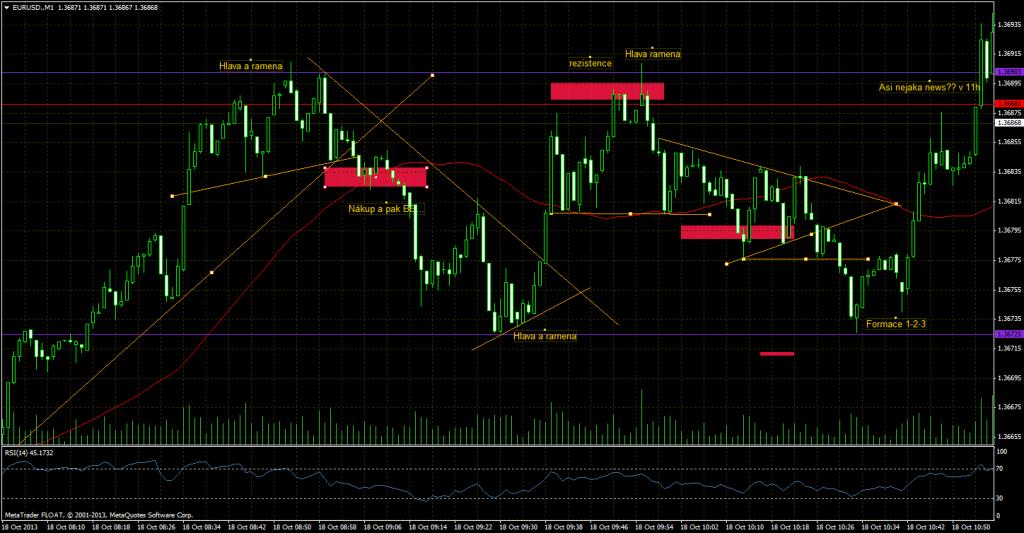 EURUSD.,M1 1.36871 1.36871 1.36867 1.36868
1.36935
Hlava ramena
rezistence
Hlava a ramena
1.36903
1.36895
Asi nejaka news?? v 11h
1.36880
1.36875
1.36868
1.36855
1.36835
1.36815
Nákup a pak BE
1.36795
1.36775
1.36755
1.36735
Formace 1-2-3
Hlava a ramena
1.36725
1.36715
1.36695
1.36675
1.36655
RSI(14) 45.1732
100
70
30
0
MetaTrader FLOAT, © 2001-2013, MetaQuotes Software Corp.
18 Oct 2013 18 Oct 08:10 18 Oct 08:18 18 Oct 08:26 18 Oct 08:34 18 Oct 08:42 18 Oct 08:50 18 Oct 08:58 18 Oct 09:06 18 Oct 09:14 18 Oct 09:22 18 Oct 09:30 18 Oct 09:38 18 Oct 09:46 18 Oct 09:54 18 Oct 10:02 18 Oct 10:10 18 Oct 10:18 18 Oct 10:26 18 Oct 10:34 18 Oct 10:42 18 Oct 10:50